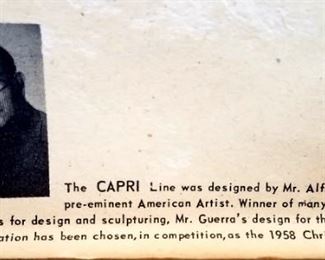 The CAPRI Line was designed by Mr. Alf
pre-eminent American Artist. Winner of many
s for design and sculpturing, Mr. Guerra's design for th
ation has been chosen, in competition, as the 1958 Chri